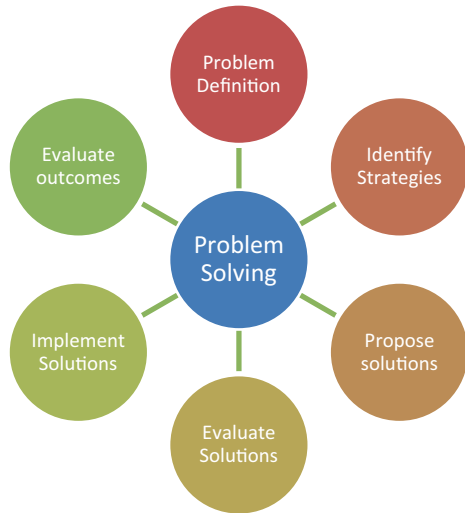 Problem
Definition
Identify
Strategies
Propose
solutions
Evaluate
Solutions
Implement
Solutions
Evaluate
outcomes
Problem
Solving